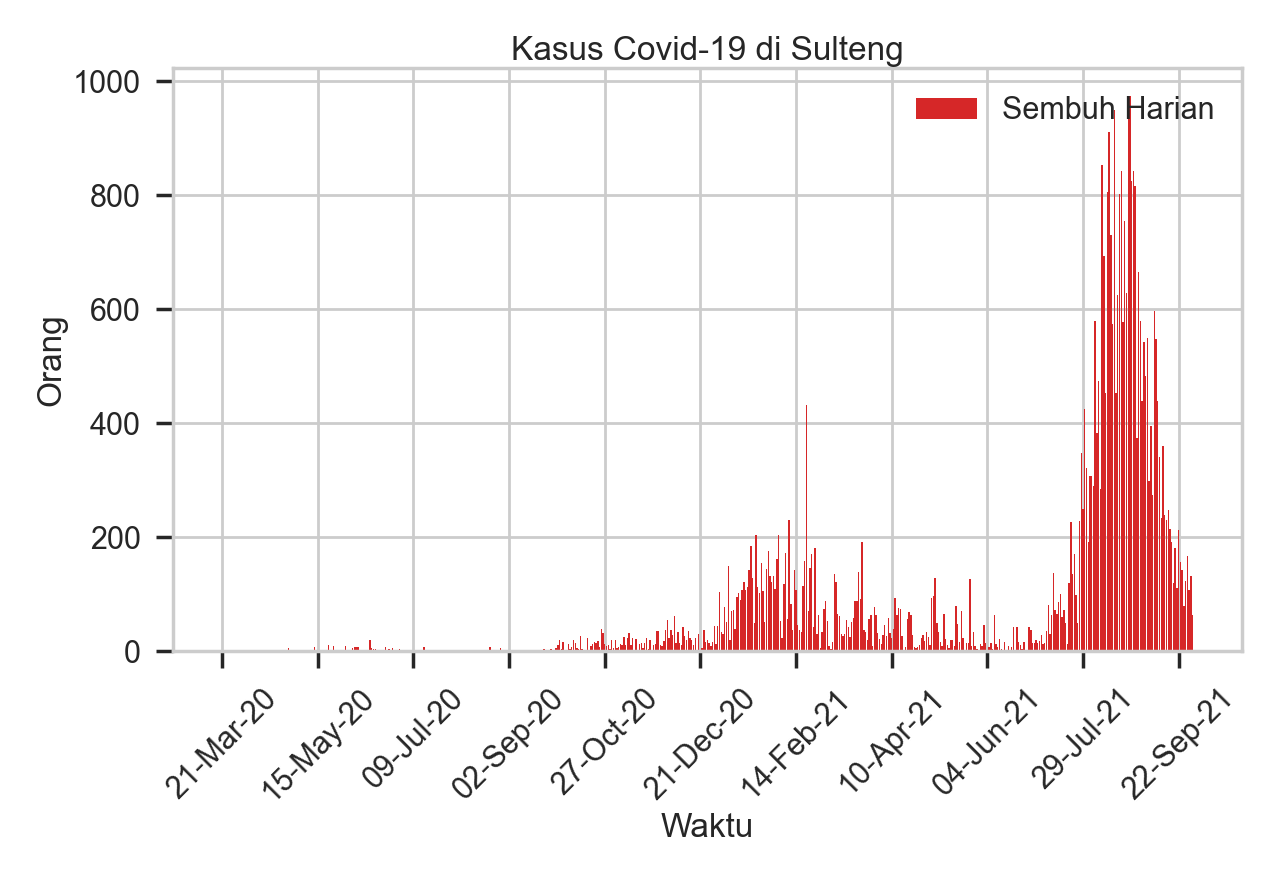 Kasus Covid-19 di Sulteng
Sembuh Harian
Orang
1000
800
600
400
200
0
21-Mar-20
15-May-20
09-Jul-20
02-Sep-20
27-Oct-20
21-Dec-20
14-Feb-21
10-Apr-21
04-Jun-21
29-Jul-21
22-Sep-21
Waktu